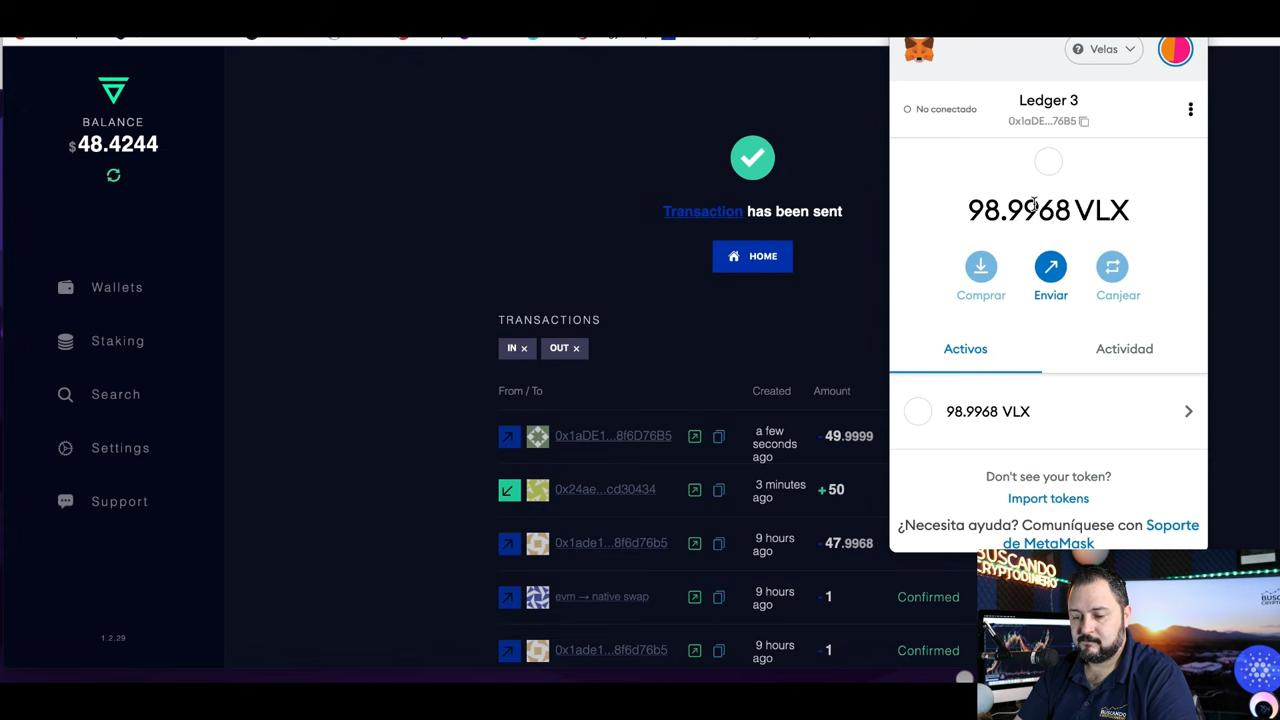 BALANCE
$48.4244
Wallets
Staking
Search
Settings
Support
1.2.29
Transaction has been sent
HOME
TRANSACTIONS
IN ×
OUT ×
From / To
Created
Amount
0x1aDE1...8f6D76B5
a few
seconds
ago
- 49.9999
0x24ae...cd30434
3 minutes
ago
+50
0x1ade1...8f6d76b5
9 hours
ago
- 47.9968
evm → native swap
9 hours
ago
- 1
Confirmed
0x1ade1...8f6d76b5
9 hours
ago
- 1
Confirmed
Velas
No conectado
Ledger 3
0x1aDE...76B5
98.9968 VLX
Comprar
Enviar
Canjear
Activos
Actividad
98.9968 VLX
Don't see your token?
Import tokens
¿Necesita ayuda? Comuníquese con Soporte
de MetaMask
BUSCANDO
CRYPTODINERO